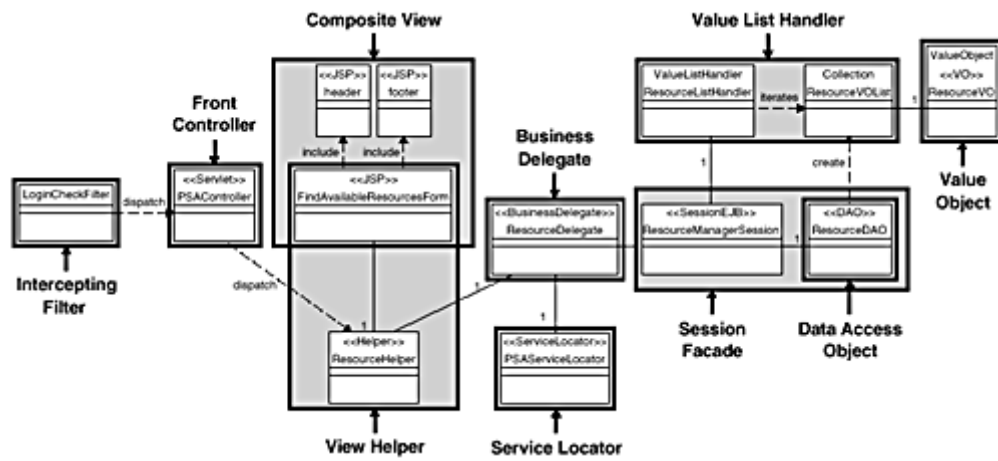 Composite View
Value List Handler
<<JSP>>
header
<<JSP>>
footer
ValueListHandler
ResourceListHandler
iterates
Collection
ResourceVOList
1
ValueObject
<<VO>>
ResourceVO
Front
Controller
include
include
Business
Delegate
1
create
Value
Object
LoginCheckFilter
dispatch
<<Servlet>>
PSAController
<<JSP>>
FindAvailableResourcesForm
<<BusinessDelegate>>
ResourceDelegate
<<SessionEJB>>
ResourceManagerSession
1
<<DAO>>
ResourceDAO
Intercepting
Filter
dispatch
1
1
1
<<Helper>>
ResourceHelper
<<ServiceLocator>>
PSAServiceLocator
Session
Facade
Data Access
Object
View Helper
Service Locator